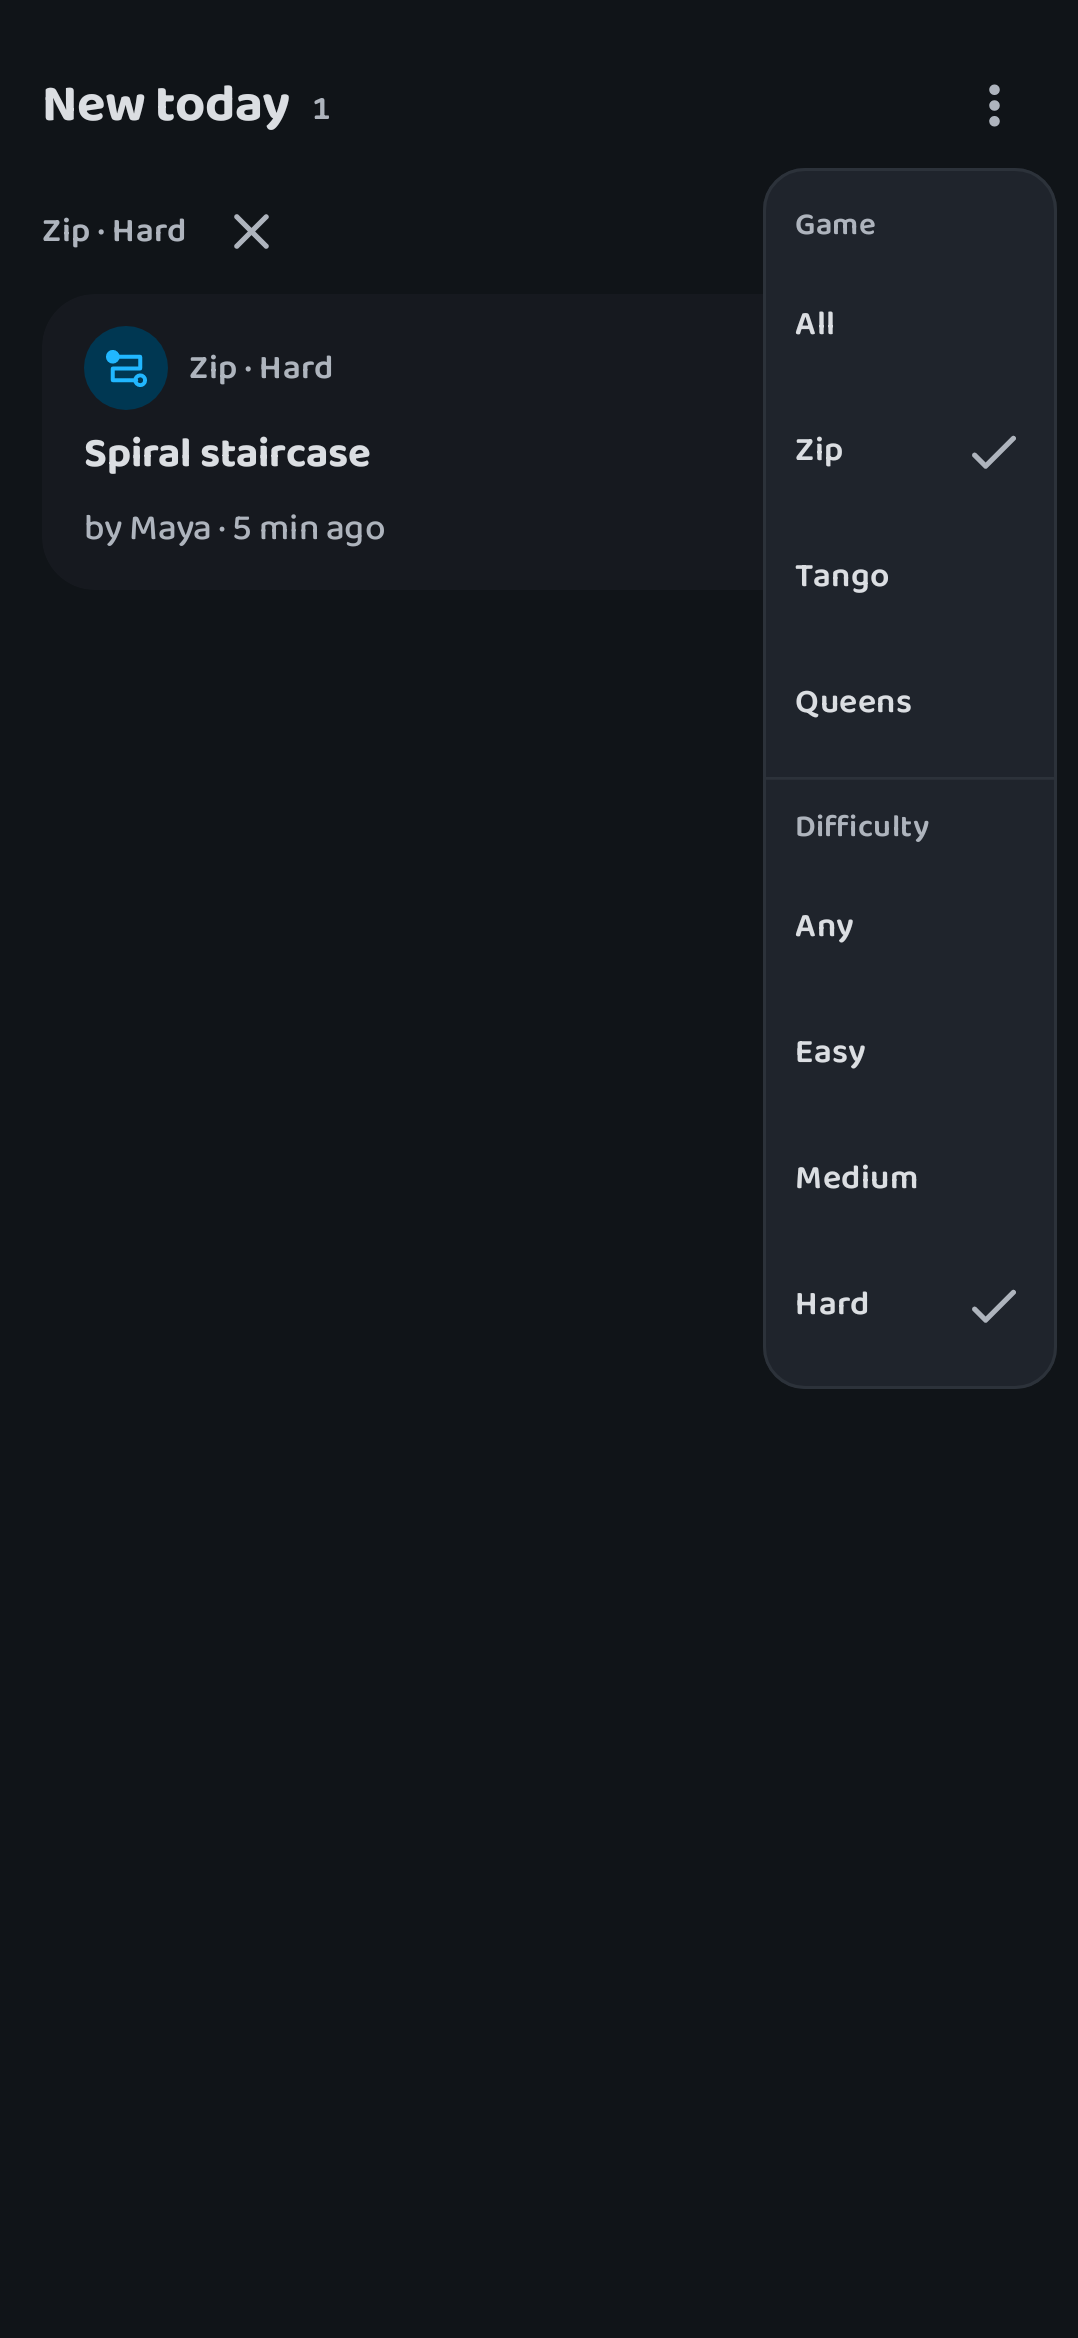 New today 1
Zip · Hard
Zip · Hard
Spiral staircase
by Maya · 5 min ago
Game
All
Zip
Tango
Queens
Difficulty
Any
Easy
Medium
Hard